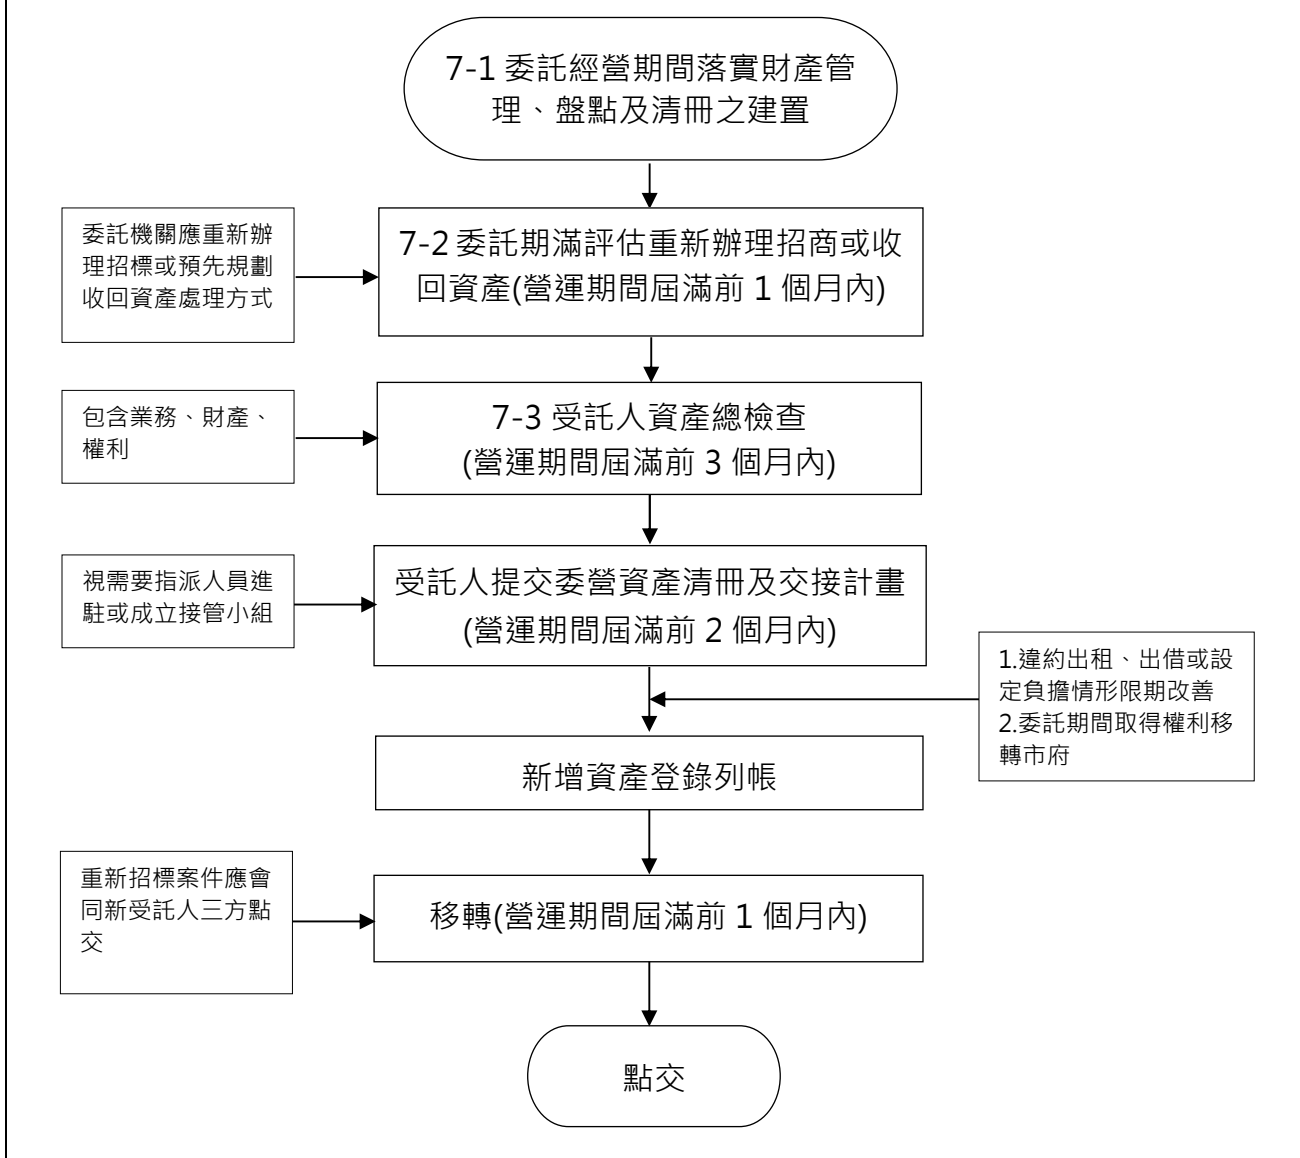 7-1 委託經營期間落實財產管
理、盤點及清冊之建置
委託機關應重新辦
理招標或預先規劃
收回資產處理方式
7-2 委託期滿評估重新辦理招商或收
回資產(營運期間屆滿前 1 個月內)
包含業務、財產、
權利
7-3 受託人資產總檢查
(營運期間屆滿前 3 個月內)
視需要指派人員進
駐或成立接管小組
受託人提交委營資產清冊及交接計畫
(營運期間屆滿前 2 個月內)
1.違約出租、出借或設
定負擔情形限期改善
2.委託期間取得權利移
轉市府
新增資產登錄列帳
重新招標案件應會
同新受託人三方點
交
移轉(營運期間屆滿前 1 個月內)
點交